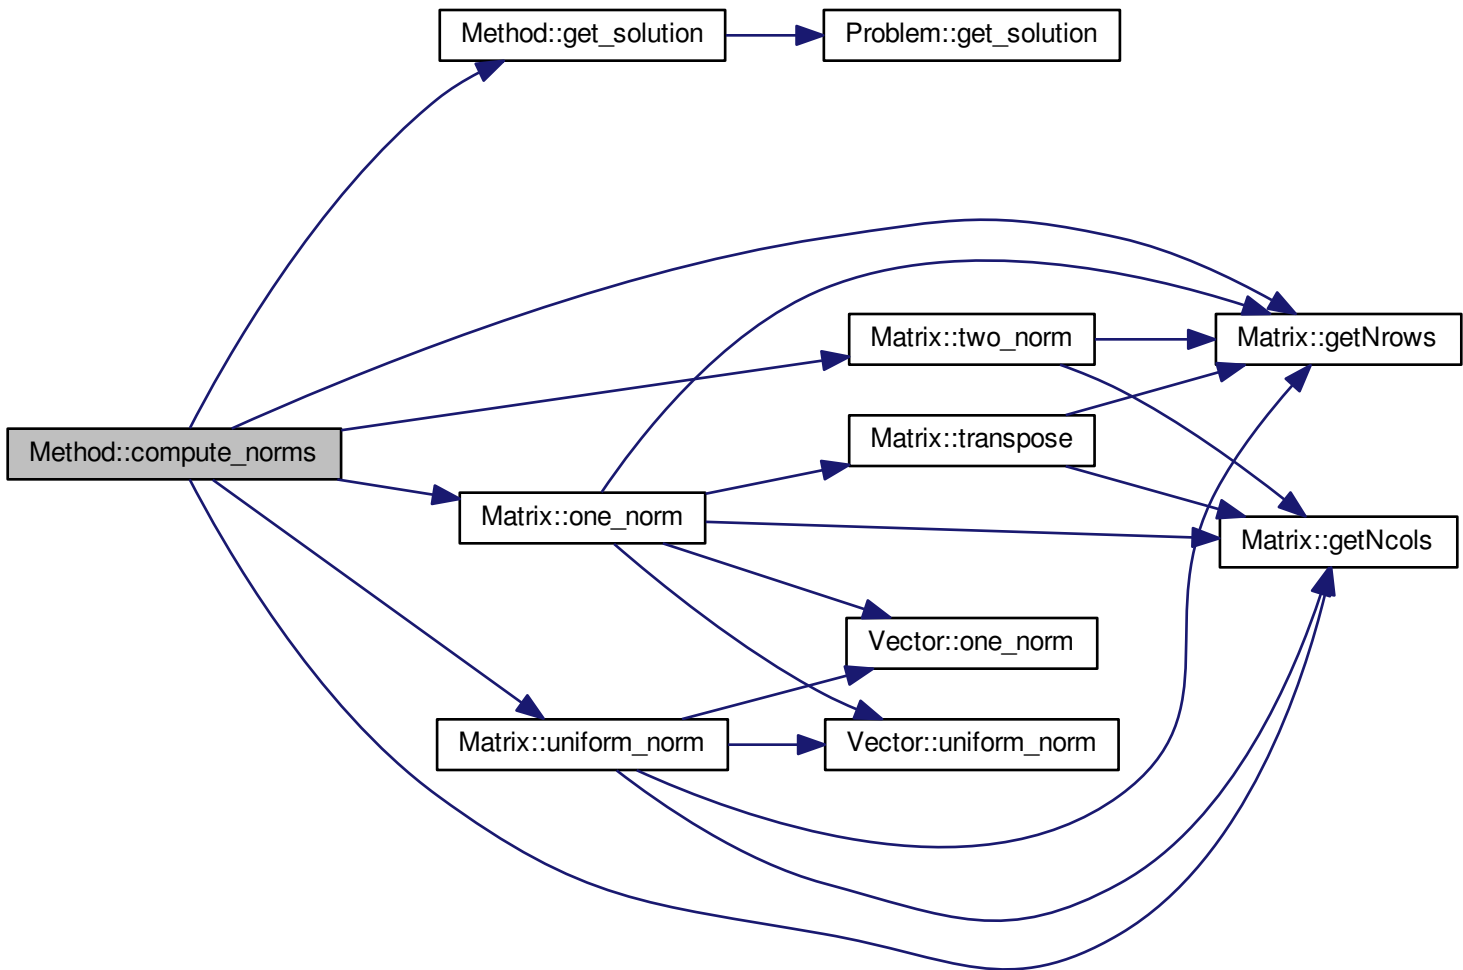 Method::get_solution
Problem::get_solution
Matrix::two_norm
Matrix::getNrows
Matrix::transpose
Method::compute_norms
Matrix::one_norm
Matrix::getNcols
Vector::one_norm
Matrix::uniform_norm
Vector::uniform_norm